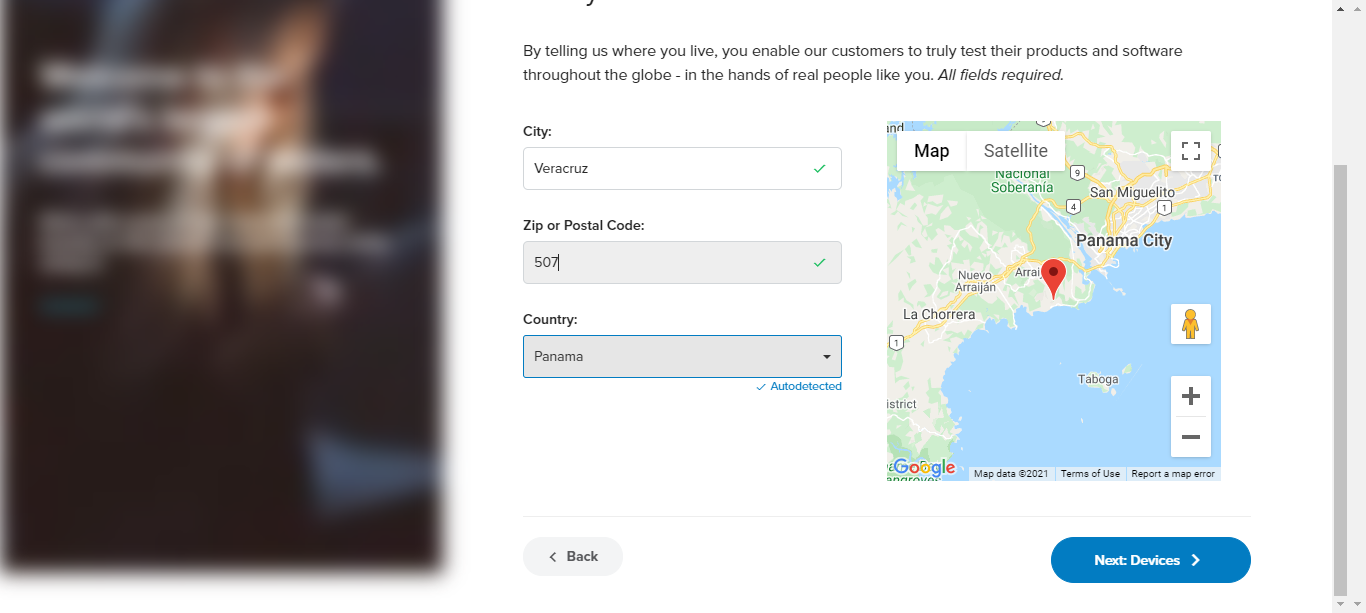 By telling us where you live, you enable our customers to truly test their products and software
throughout the globe - in the hands of real people like you. All fields required.
City:
Veracruz
Zip or Postal Code:
507
Country:
Panama
Autodetected
Map
Satellite
Nacional
Soberanía
9
San Miguelito
4
1
Panama City
Nuevo
Arraiján
La Chorrera
1
Taboga
Google
Map data ©2021
Terms of Use
Report a map error
Back
Next: Devices